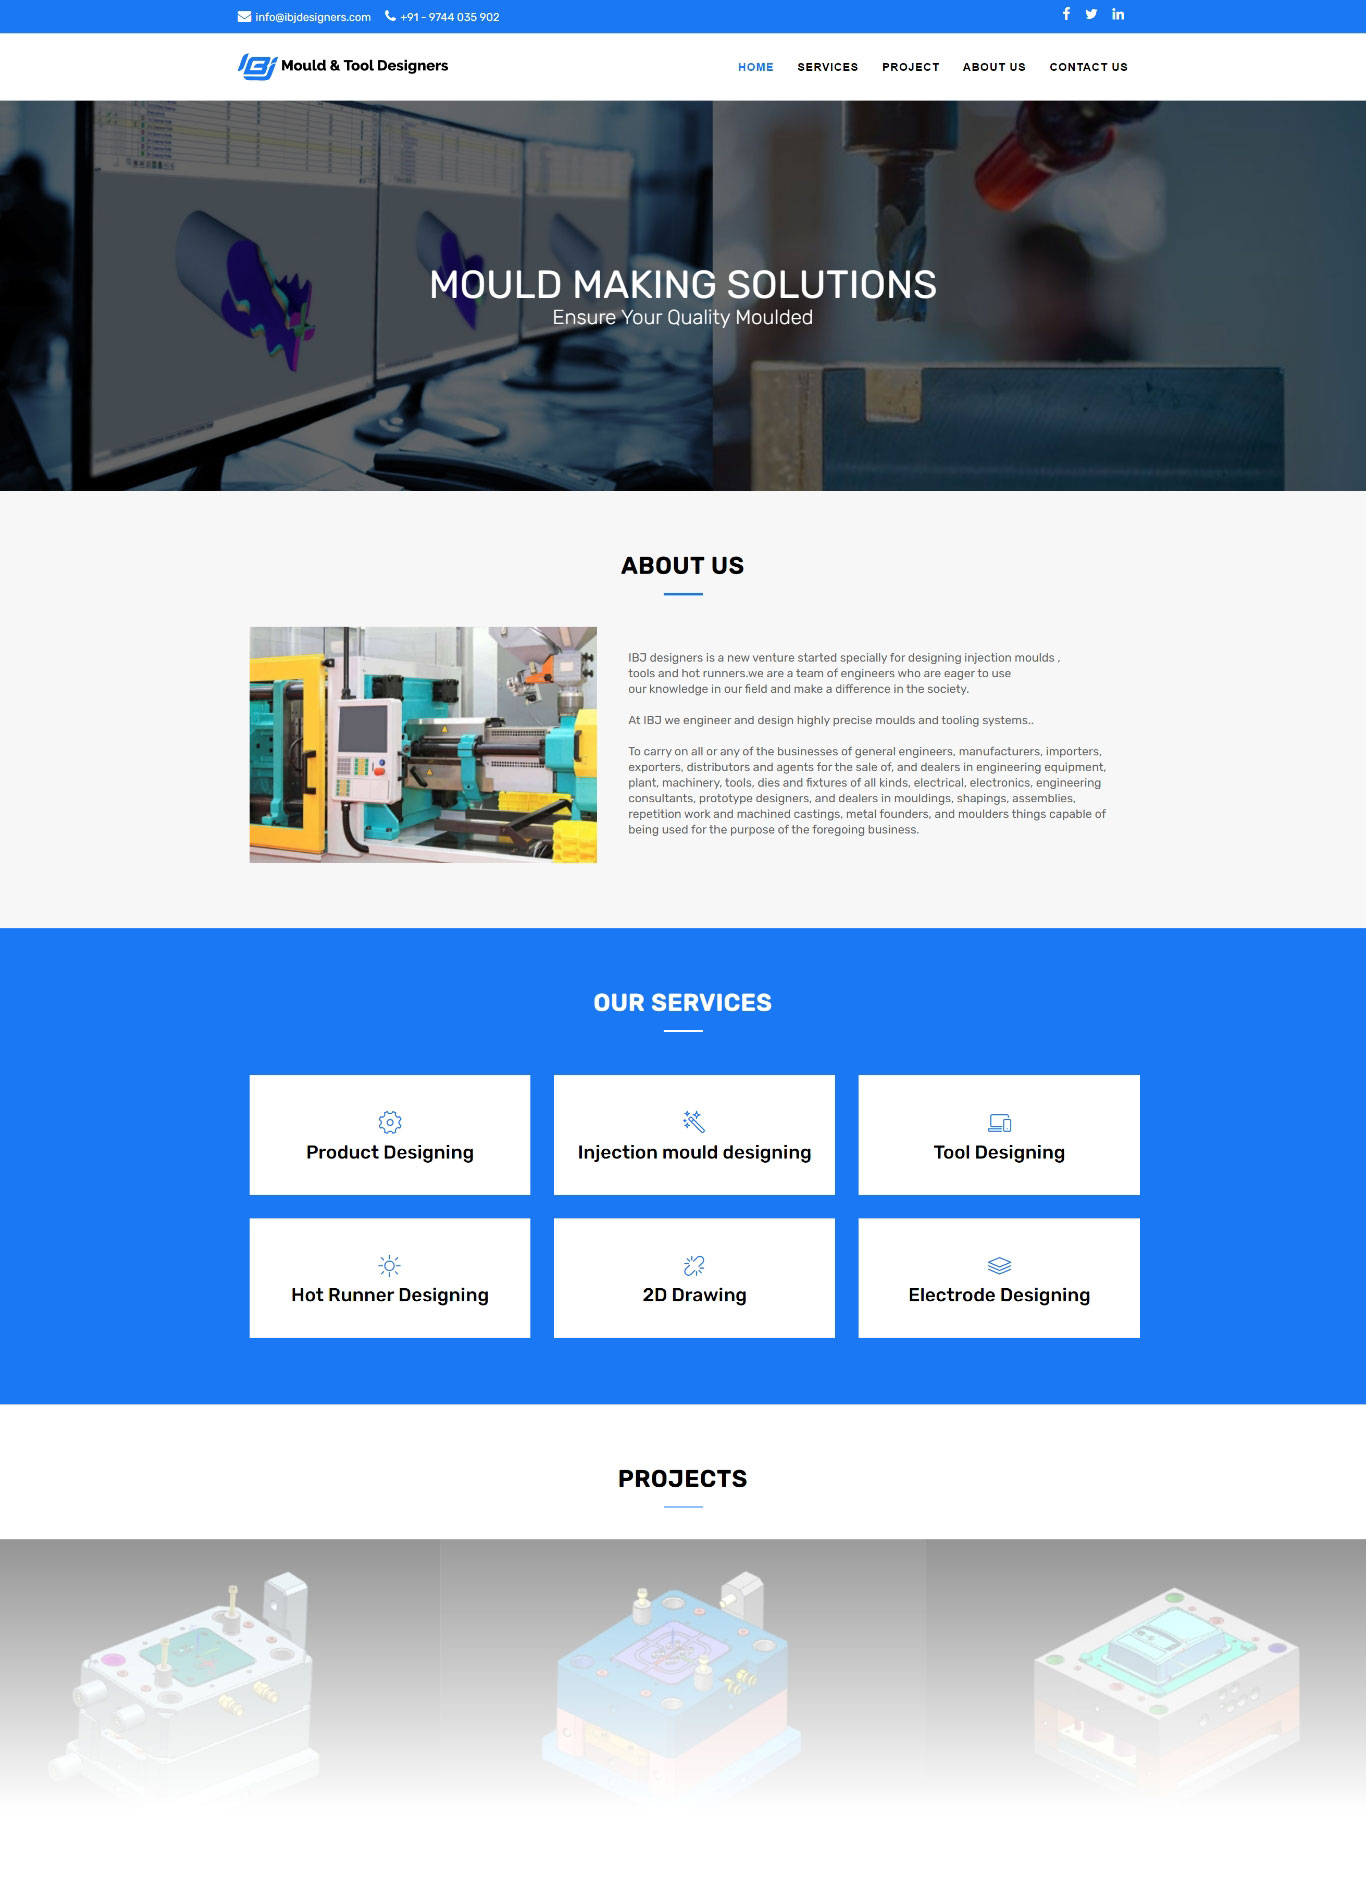 info@ibjdesigners.com +91 - 9744 035 902
IBJ Mould & Tool Designers
HOME SERVICES PROJECT ABOUT US CONTACT US
MOULD MAKING SOLUTIONS
Ensure Your Quality Moulded
ABOUT US
IBJ designers is a new venture started specially for designing injection moulds ,
tools and hot runners.we are a team of engineers who are eager to use
our knowledge in our field and make a difference in the society.
At IBJ we engineer and design highly precise moulds and tooling systems..
To carry on all or any of the businesses of general engineers, manufacturers, importers,
exporters, distributors and agents for the sale of, and dealers in engineering equipment,
plant, machinery, tools, dies and fixtures of all kinds, electrical, electronics, engineering
consultants, prototype designers, and dealers in mouldings, shapings, assemblies,
repetition work and machined castings, metal founders, and moulders things capable of
being used for the purpose of the foregoing business.
OUR SERVICES
Product Designing
Injection mould designing
Tool Designing
Hot Runner Designing
2D Drawing
Electrode Designing
PROJECTS